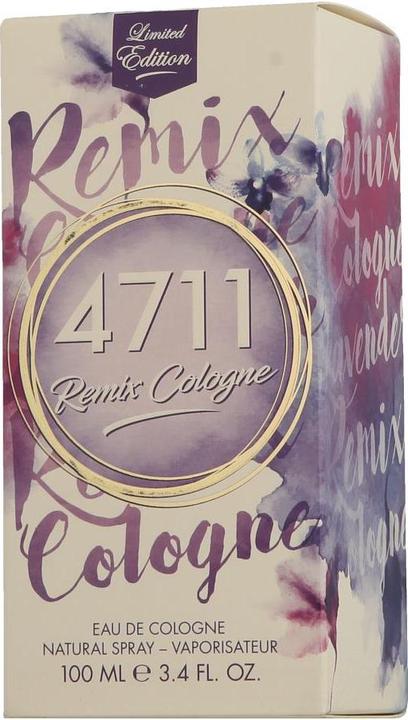 Limited
Edition
Remix
4711
Remix Cologne
Cologne
EAU DE COLOGNE
NATURAL SPRAY – VAPORISATEUR
100 ML ℮ 3.4 FL. OZ.
Remix
Cologne
Lavender
Remix
Cologne